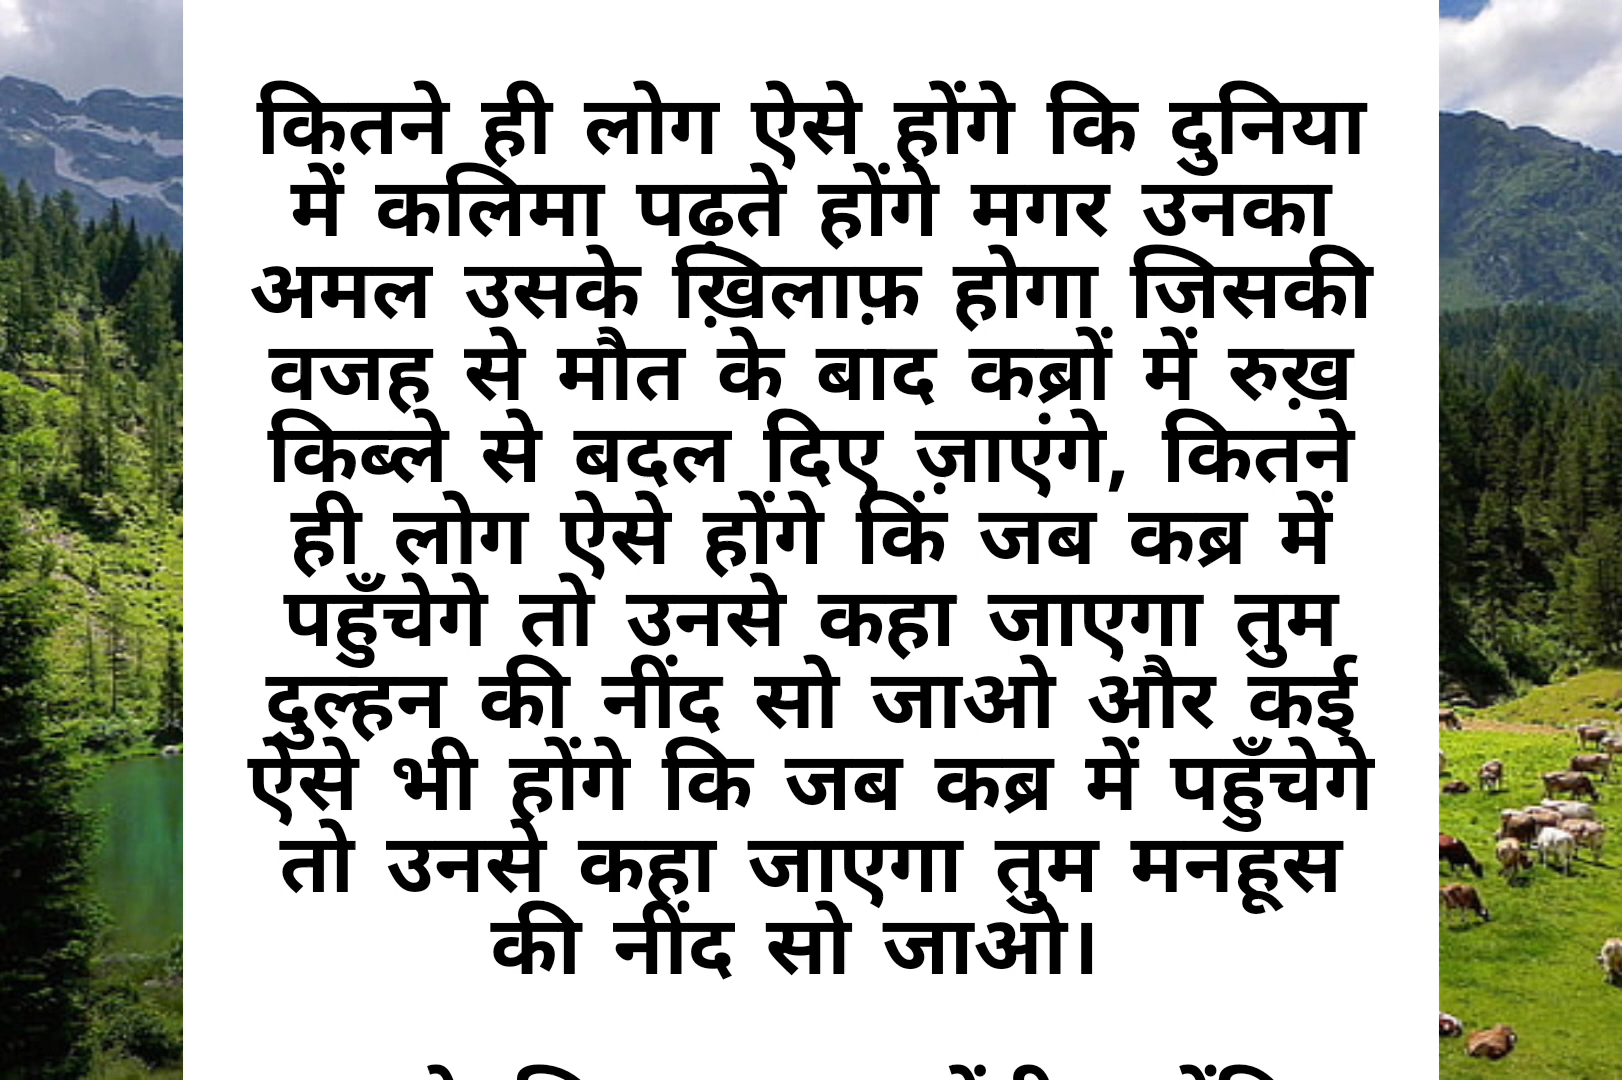 कितने ही लोग ऐसे होंगे कि दुनिया
में कलिमा पढ़ते होंगे मगर उनका
अमल उसके ख़िलाफ़ होगा जिसकी
वजह से मौत के बाद कब्रों में रुख़
किब्ले से बदल दिए ज़ाएंगे, कितने
ही लोग ऐसे होंगे किं जब कब्र में
पहुँचेगे तो उनसे कहा जाएगा तुम
दुल्हन की नींद सो जाओ और कई
ऐसे भी होंगे कि जब कब्र में पहुँचेगे
तो उनसे कहा जाएगा तुम मनहूस
की नींद सो जाओ।